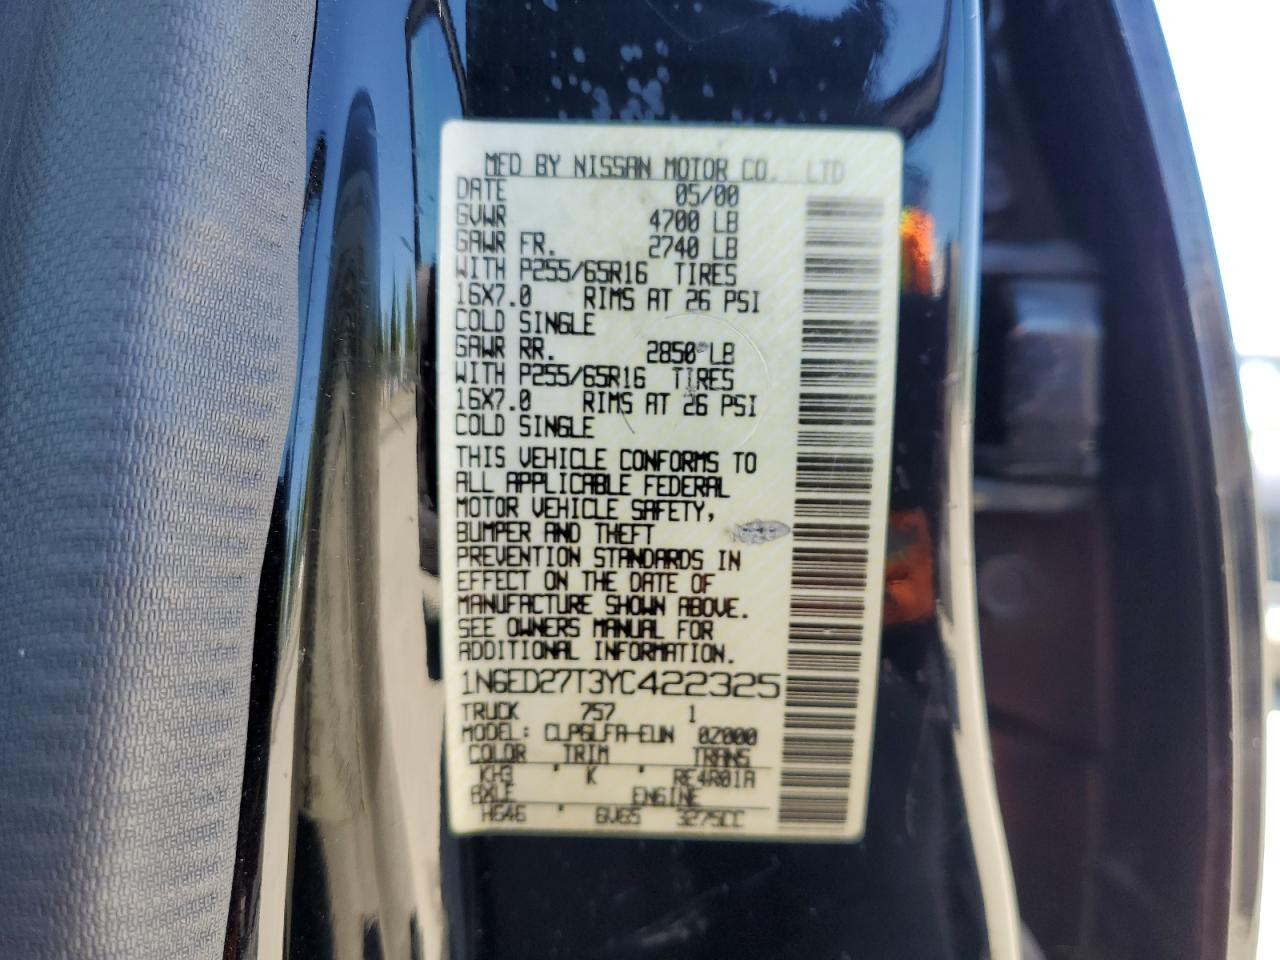 MFD BY NISSAN MOTOR CO., LTD
DATE 05/00
GVWR 4700 LB
GAWR FR. 2740 LB
WITH P255/65R16 TIRES
16X7.0 RIMS AT 26 PSI
COLD SINGLE
GAWR RR. 2850 LB
WITH P255/65R16 TIRES
16X7.0 RIMS AT 26 PSI
COLD SINGLE
THIS VEHICLE CONFORMS TO
ALL APPLICABLE FEDERAL
MOTOR VEHICLE SAFETY,
BUMPER AND THEFT
PREVENTION STANDARDS IN
EFFECT ON THE DATE OF
MANUFACTURE SHOWN ABOVE.
SEE OWNERS MANUAL FOR
ADDITIONAL INFORMATION.
1N6ED27T3YC422325
TRUCK 757 1
MODEL: CLPGLFA-EUN 0Z000
COLOR TRIM TRANS
KH3 ' K ' RE4R01A
AXLE ENGINE
HG46 ' 6V65 3275CC